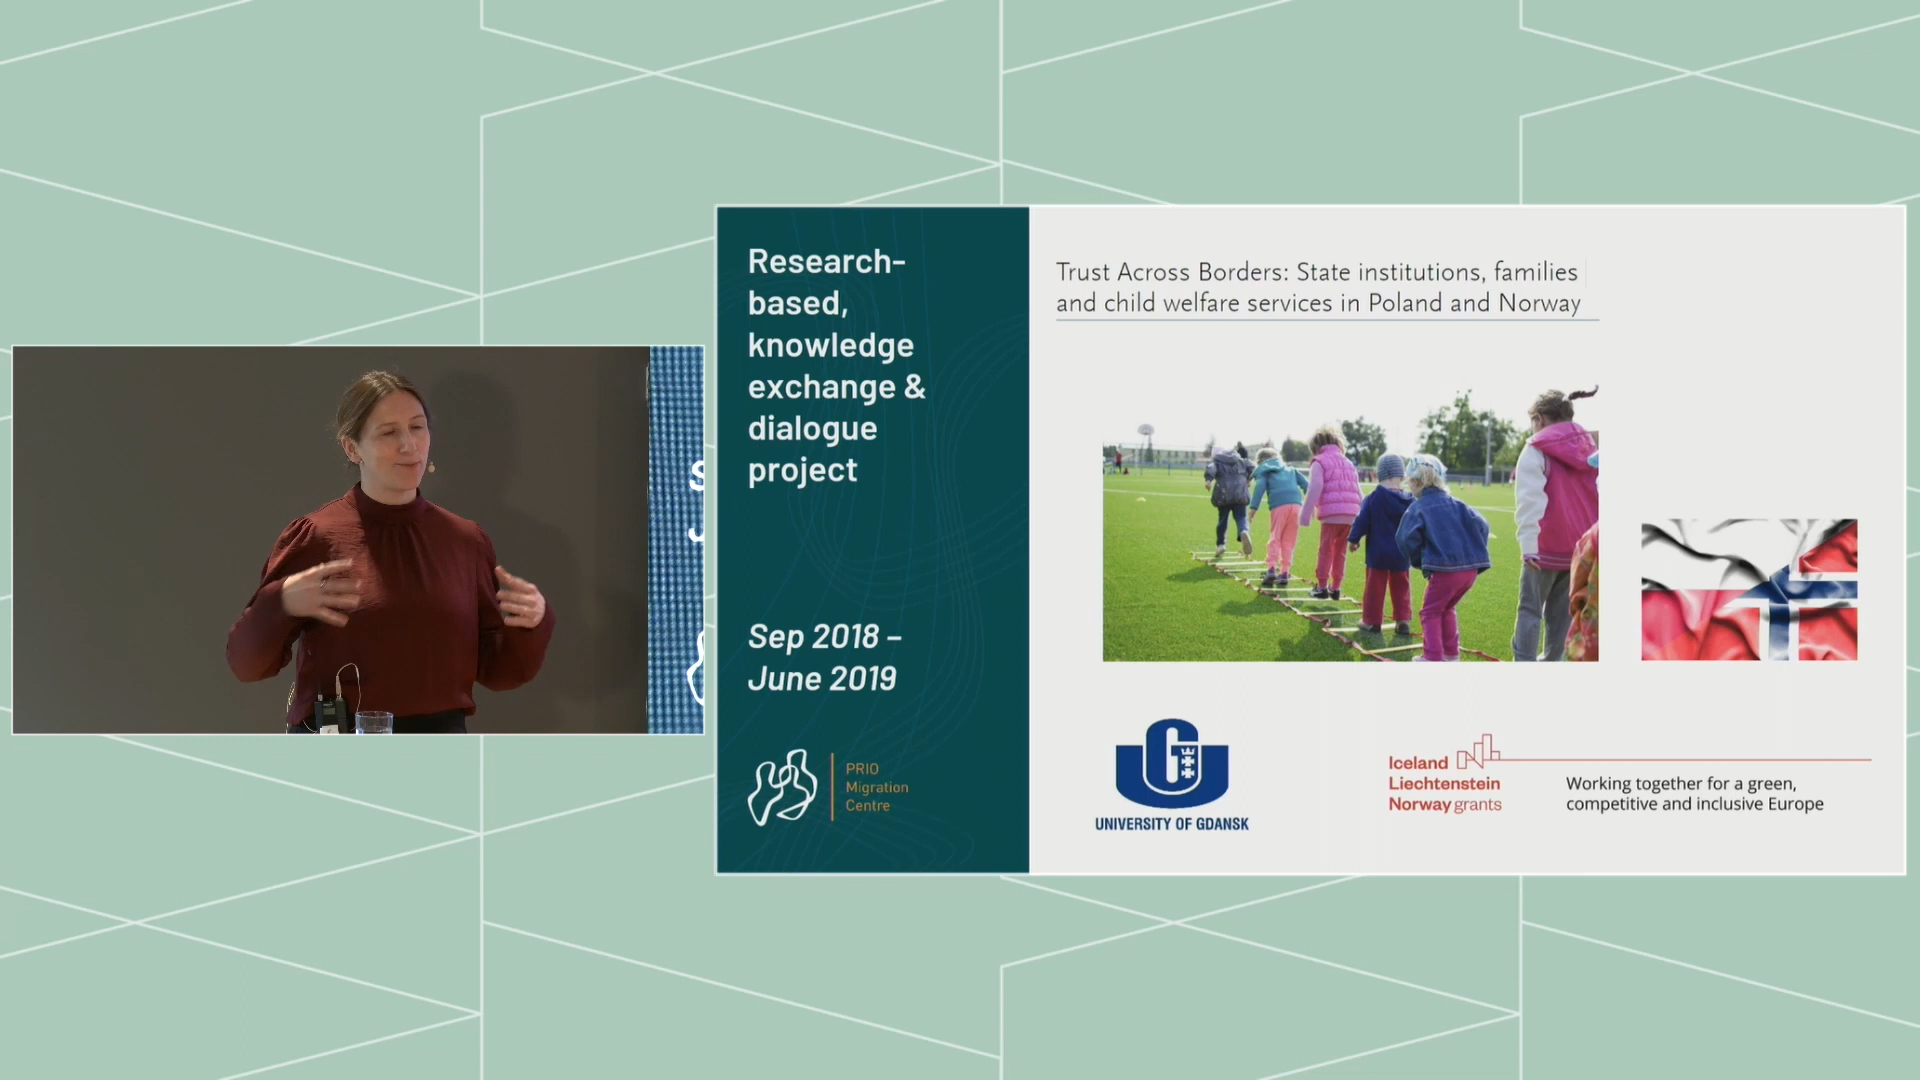 Research-
based,
knowledge
exchange &
dialogue
project
Sep 2018 –
June 2019
PRIO
Migration
Centre
Trust Across Borders: State institutions, families
and child welfare services in Poland and Norway
UNIVERSITY OF GDANSK
Iceland
Liechtenstein
Norway grants
Working together for a green,
competitive and inclusive Europe